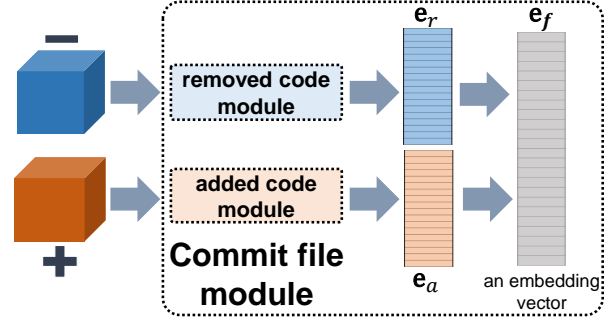 −
e_r
e_f
removed code
module
added code
module
+
Commit file
module
e_a
an embedding
vector